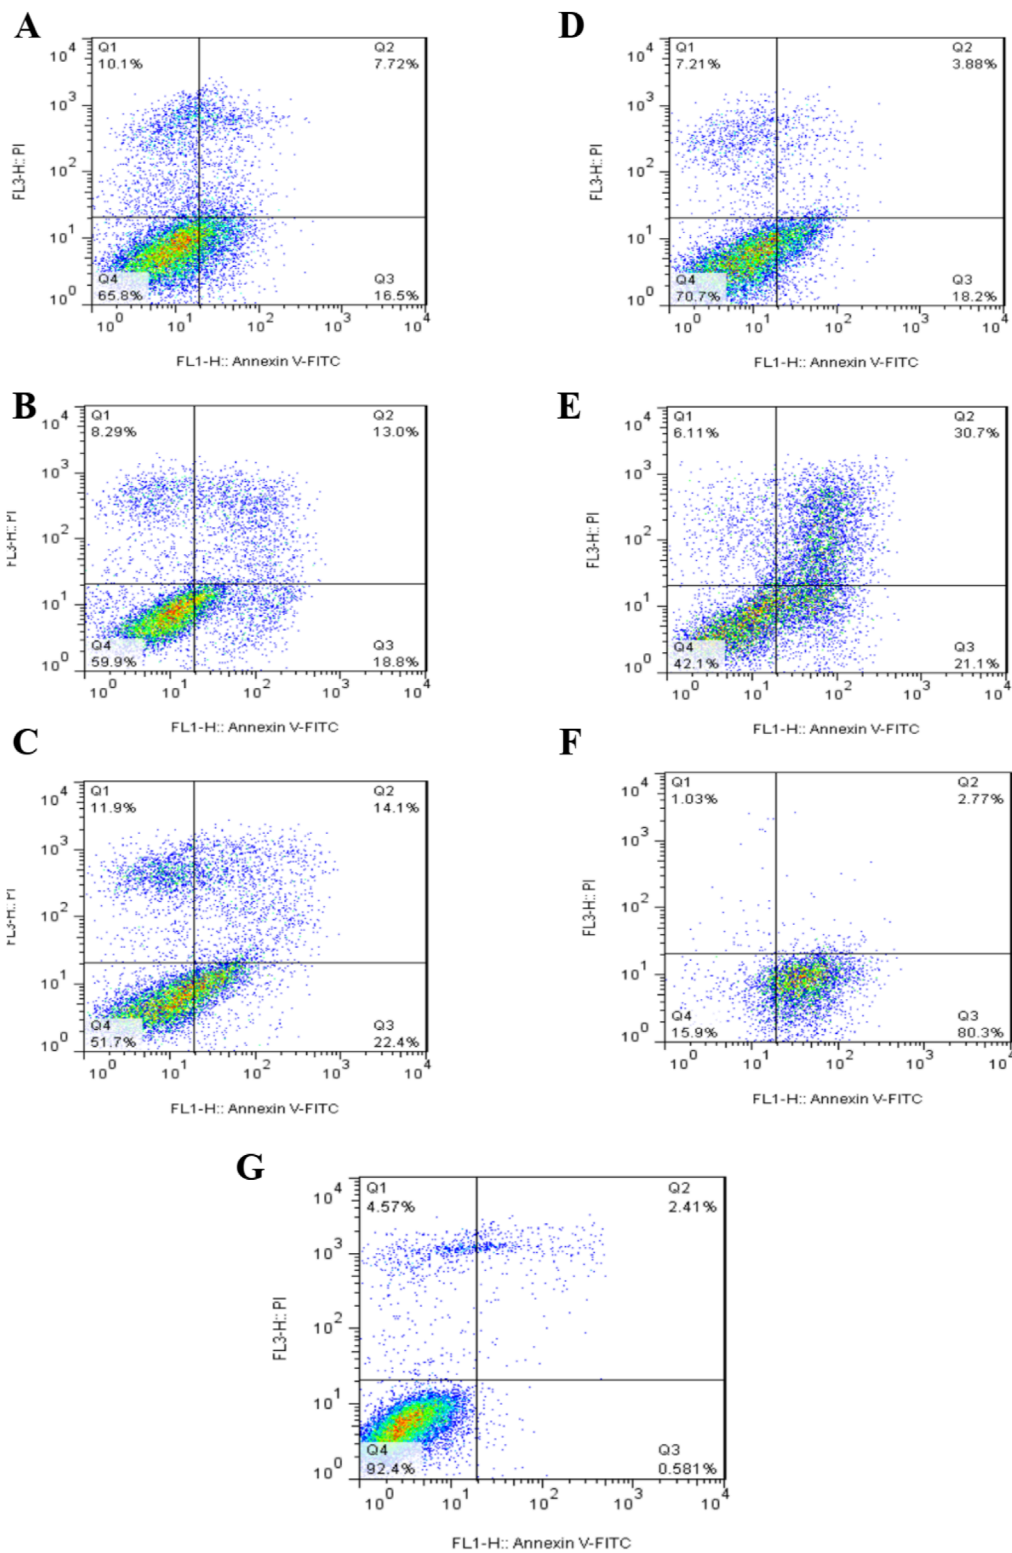 A
Q1
10.1%
Q2
7.72%
10^4
10^3
10^2
10^1
10^0
FL3-H:: PI
Q4
65.8%
Q3
16.5%
10^0 10^1 10^2 10^3 10^4
FL1-H:: Annexin V-FITC
B
Q1
8.29%
Q2
13.0%
10^4
10^3
10^2
10^1
10^0
FL3-H:: PI
Q4
59.9%
Q3
18.8%
10^0 10^1 10^2 10^3 10^4
FL1-H:: Annexin V-FITC
C
Q1
11.9%
Q2
14.1%
10^4
10^3
10^2
10^1
10^0
FL3-H:: PI
Q4
51.7%
Q3
22.4%
10^0 10^1 10^2 10^3 10^4
FL1-H:: Annexin V-FITC
D
Q1
7.21%
Q2
3.88%
10^4
10^3
10^2
10^1
10^0
FL3-H:: PI
Q4
70.7%
Q3
18.2%
10^0 10^1 10^2 10^3 10^4
FL1-H:: Annexin V-FITC
E
Q1
6.11%
Q2
30.7%
10^4
10^3
10^2
10^1
10^0
FL3-H:: PI
Q4
42.1%
Q3
21.1%
10^0 10^1 10^2 10^3 10^4
FL1-H:: Annexin V-FITC
F
Q1
1.03%
Q2
2.77%
10^4
10^3
10^2
10^1
10^0
FL3-H:: PI
Q4
15.9%
Q3
80.3%
10^0 10^1 10^2 10^3 10^4
FL1-H:: Annexin V-FITC
G
Q1
4.57%
Q2
2.41%
10^4
10^3
10^2
10^1
10^0
FL3-H:: PI
Q4
92.4%
Q3
0.581%
10^0 10^1 10^2 10^3 10^4
FL1-H:: Annexin V-FITC